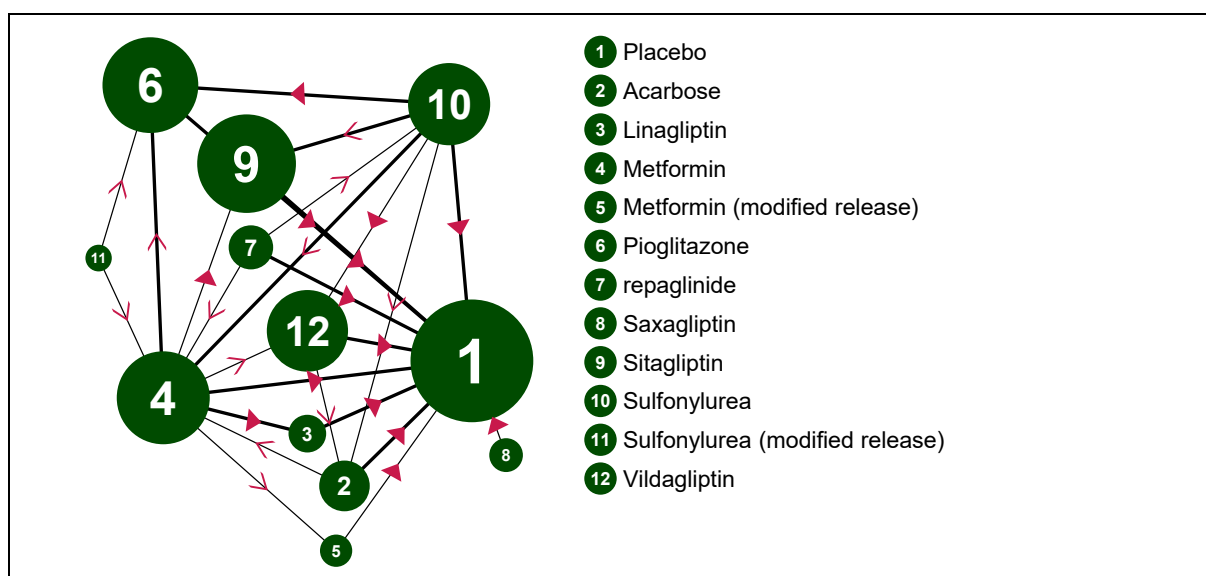 6
10
9
7
11
12
1
4
3
8
2
5
1 Placebo
2 Acarbose
3 Linagliptin
4 Metformin
5 Metformin (modified release)
6 Pioglitazone
7 repaglinide
8 Saxagliptin
9 Sitagliptin
10 Sulfonylurea
11 Sulfonylurea (modified release)
12 Vildagliptin